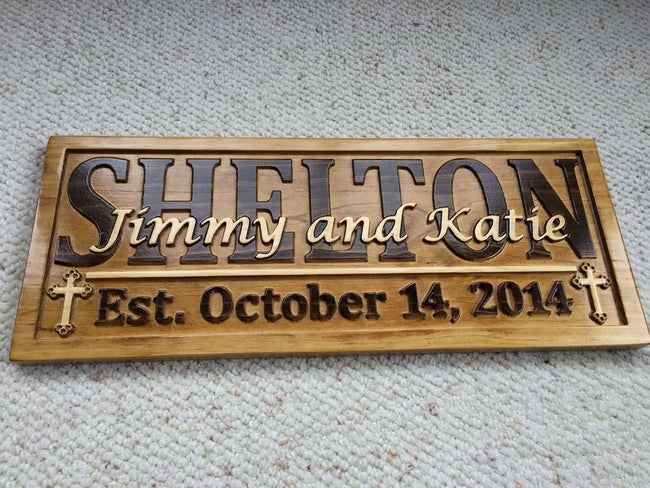 SHELTON
Jimmy and Katie
Est. October 14, 2014